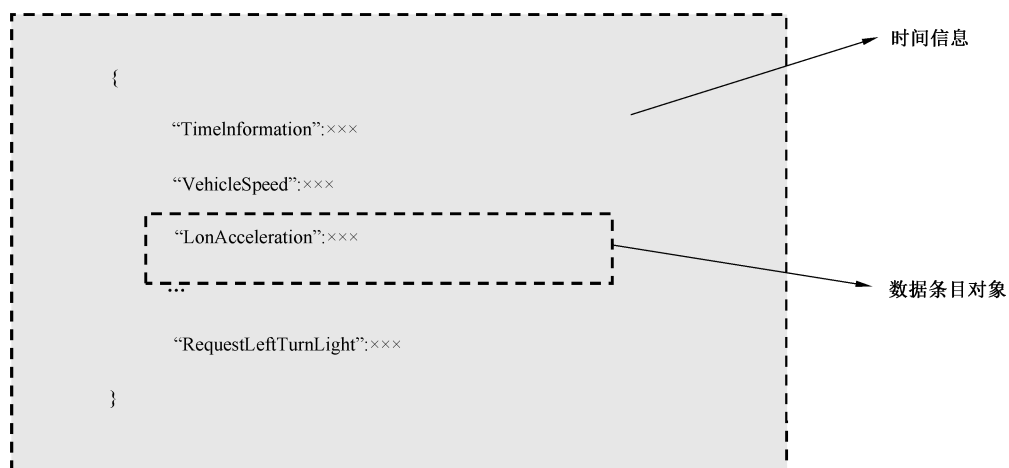 时间信息
{
“TimeInformation”:×××
“VehicleSpeed”:×××
“LonAcceleration”:×××
…
数据条目对象
“RequestLeftTurnLight”:×××
}